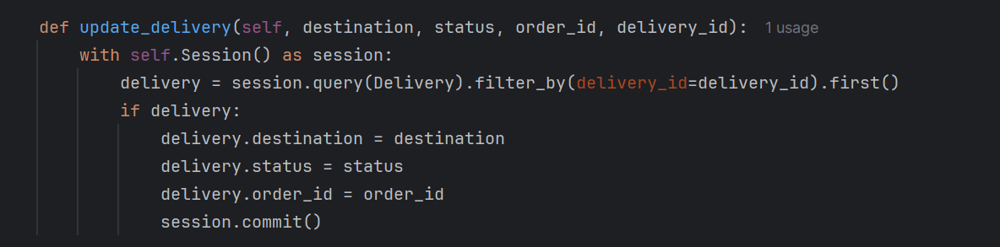 def update_delivery(self, destination, status, order_id, delivery_id): 1 usage
with self.Session() as session:
delivery = session.query(Delivery).filter_by(delivery_id=delivery_id).first()
if delivery:
delivery.destination = destination
delivery.status = status
delivery.order_id = order_id
session.commit()